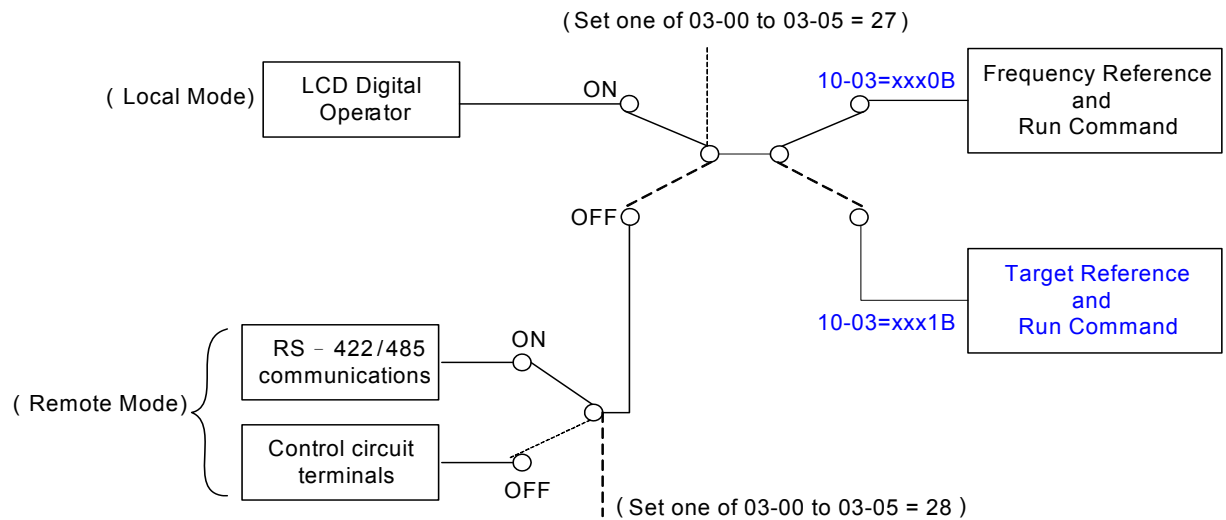 (Set one of 03-00 to 03-05 = 27)
( Local Mode)
LCD Digital
Operator
ON
10-03=xxx0B
Frequency Reference
and
Run Command
OFF
Target Reference
and
Run Command
10-03=xxx1B
( Remote Mode)
RS – 422/485
communications
ON
Control circuit
terminals
OFF
(Set one of 03-00 to 03-05 = 28 )